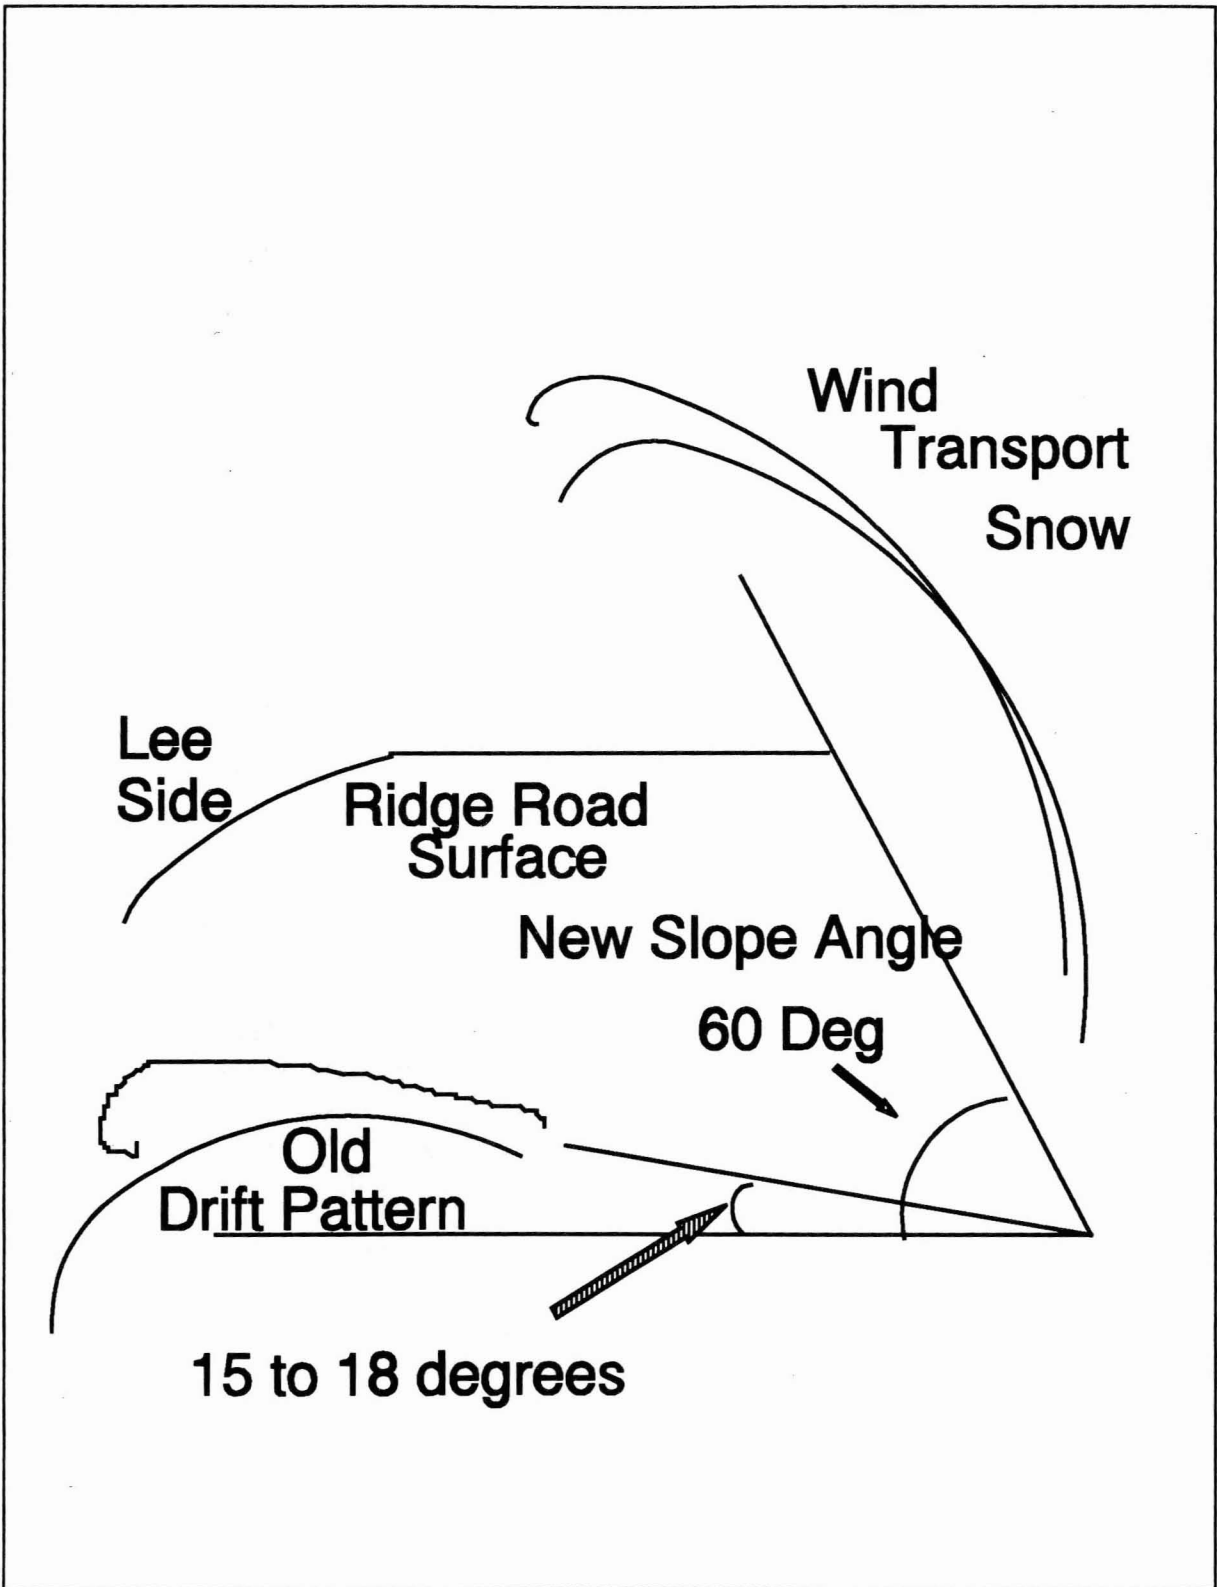 Wind
Transport
Snow
Lee
Side
Ridge Road
Surface
New Slope Angle
60 Deg
Old
Drift Pattern
15 to 18 degrees